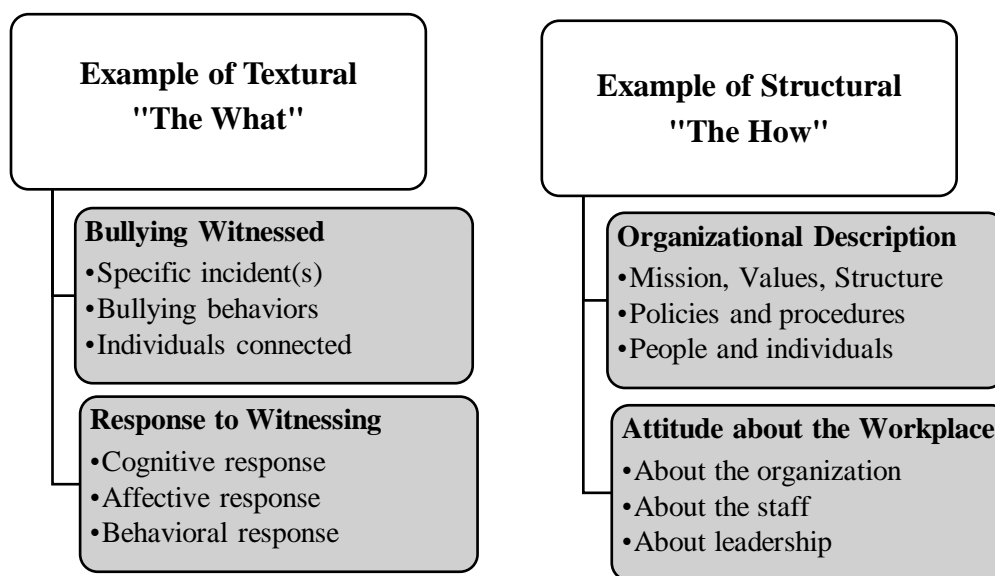 Example of Textural
"The What"
Bullying Witnessed
•Specific incident(s)
•Bullying behaviors
•Individuals connected
Response to Witnessing
•Cognitive response
•Affective response
•Behavioral response
Example of Structural
"The How"
Organizational Description
•Mission, Values, Structure
•Policies and procedures
•People and individuals
Attitude about the Workplace
•About the organization
•About the staff
•About leadership